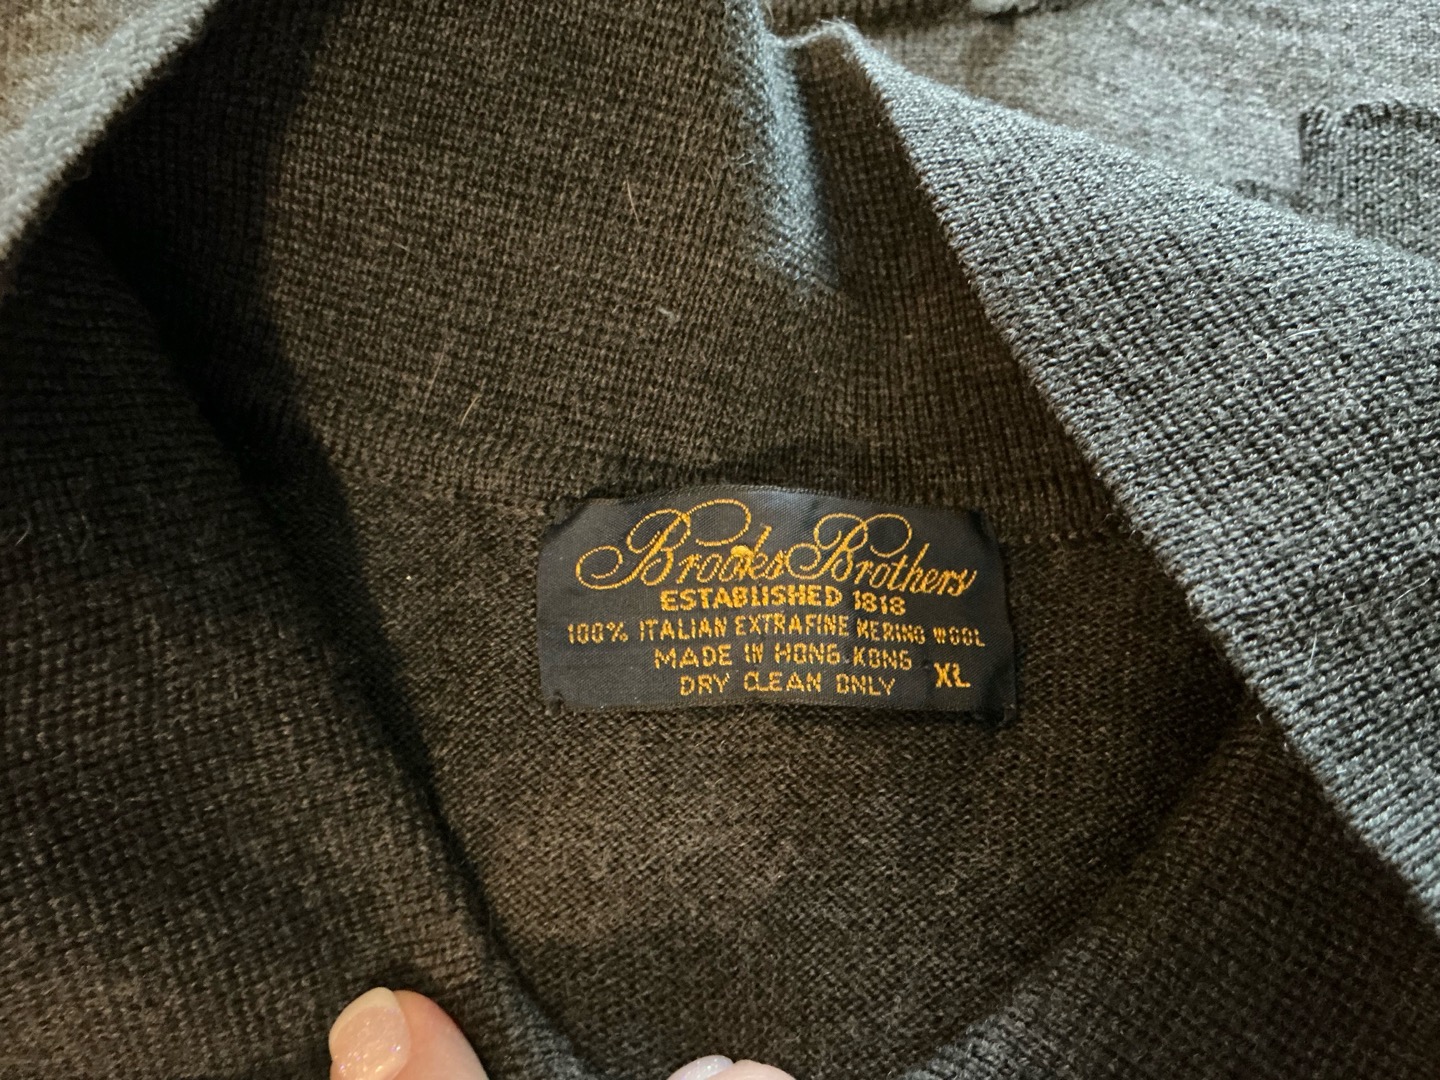 Brooks Brothers
ESTABLISHED 1818
100% ITALIAN EXTRAFINE MERINO WOOL
MADE IN HONG KONG
XL
DRY CLEAN ONLY